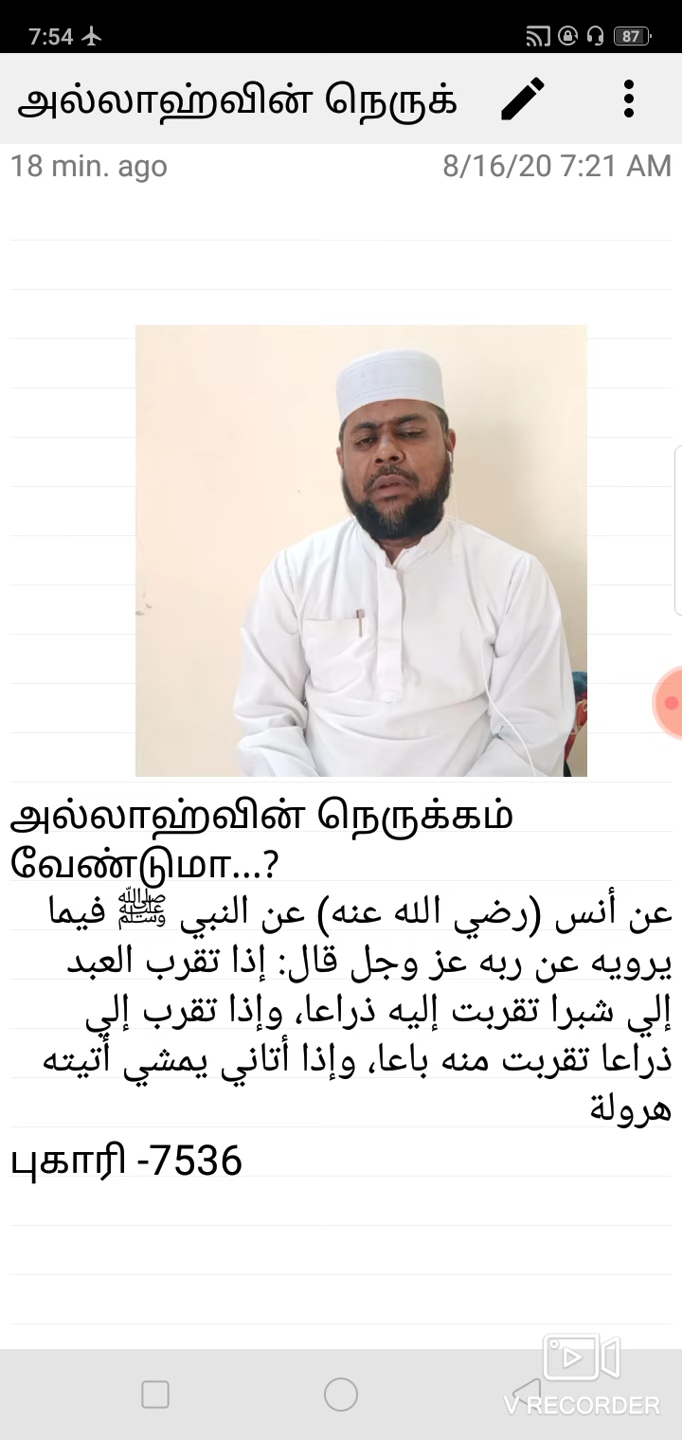 7:54
87
அல்லாஹ்வின் நெருக்
18 min. ago 8/16/20 7:21 AM
அல்லாஹ்வின் நெருக்கம்
வேண்டுமா...?
عن أنس (رضي الله عنه) عن النبي ﷺ فيما
يرويه عن ربه عز وجل قال: إذا تقرب العبد
إلي شبرا تقربت إليه ذراعا، وإذا تقرب إلي
ذراعا تقربت منه باعا، وإذا أتاني يمشي أتيته
هرولة
புகாரி -7536
V RECORDER